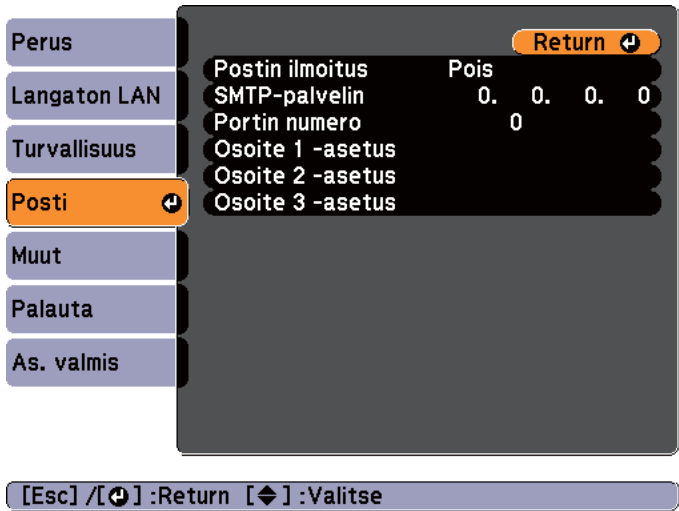 Perus
Langaton LAN
Turvallisuus
Posti
Muut
Palauta
As. valmis
Return
Postin ilmoitus Pois
SMTP-palvelin 0. 0. 0. 0
Portin numero 0
Osoite 1 -asetus
Osoite 2 -asetus
Osoite 3 -asetus
[Esc] /[ ] :Return [ ] :Valitse